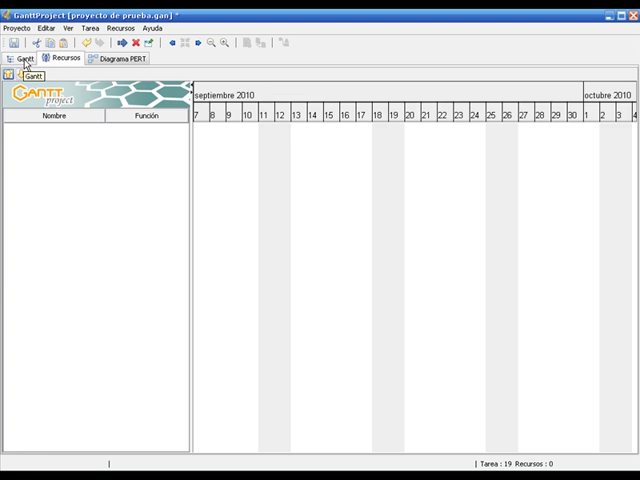 GanttProject [proyecto de prueba.gan] *
Proyecto Editar Ver Tarea Recursos Ayuda
Gantt Recursos Diagrama PERT
Gantt
GANTT project
septiembre 2010 octubre 2010
Nombre Función 7 8 9 10 11 12 13 14 15 16 17 18 19 20 21 22 23 24 25 26 27 28 29 30 1 2 3 4
Tarea : 19 Recursos : 0